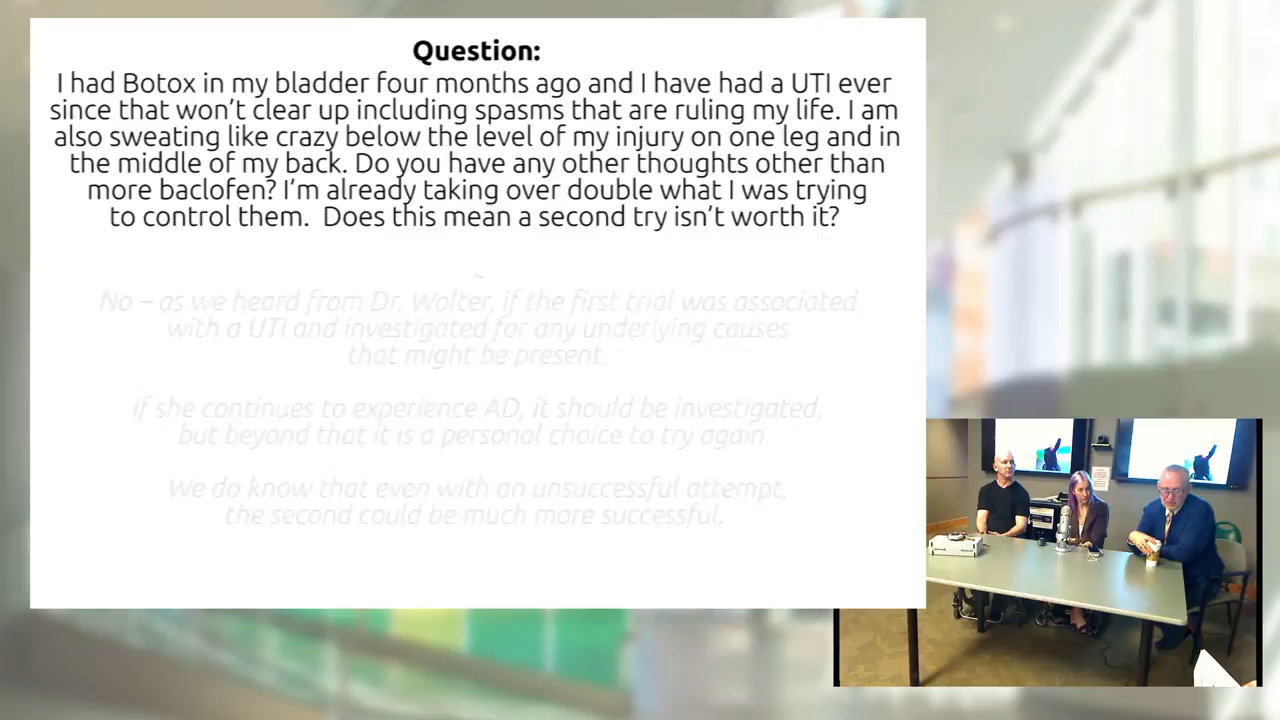 Question:
I had Botox in my bladder four months ago and I have had a UTI ever
since that won’t clear up including spasms that are ruling my life. I am
also sweating like crazy below the level of my injury on one leg and in
the middle of my back. Do you have any other thoughts other than
more baclofen? I’m already taking over double what I was trying
to control them.  Does this mean a second try isn’t worth it?
~
No – as we heard from Dr. Wolter, if the first trial was associated
with a UTI and investigated for any underlying causes
that might be present.
If she continues to experience AD, it should be investigated,
but beyond that it is a personal choice to try again.
We do know that even with an unsuccessful attempt,
the second could be much more successful.